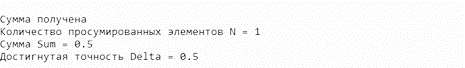 Сумма получена
Количество просумированных элементов N = 1
Сумма Sum = 0.5
Достигнутая точность Delta = 0.5